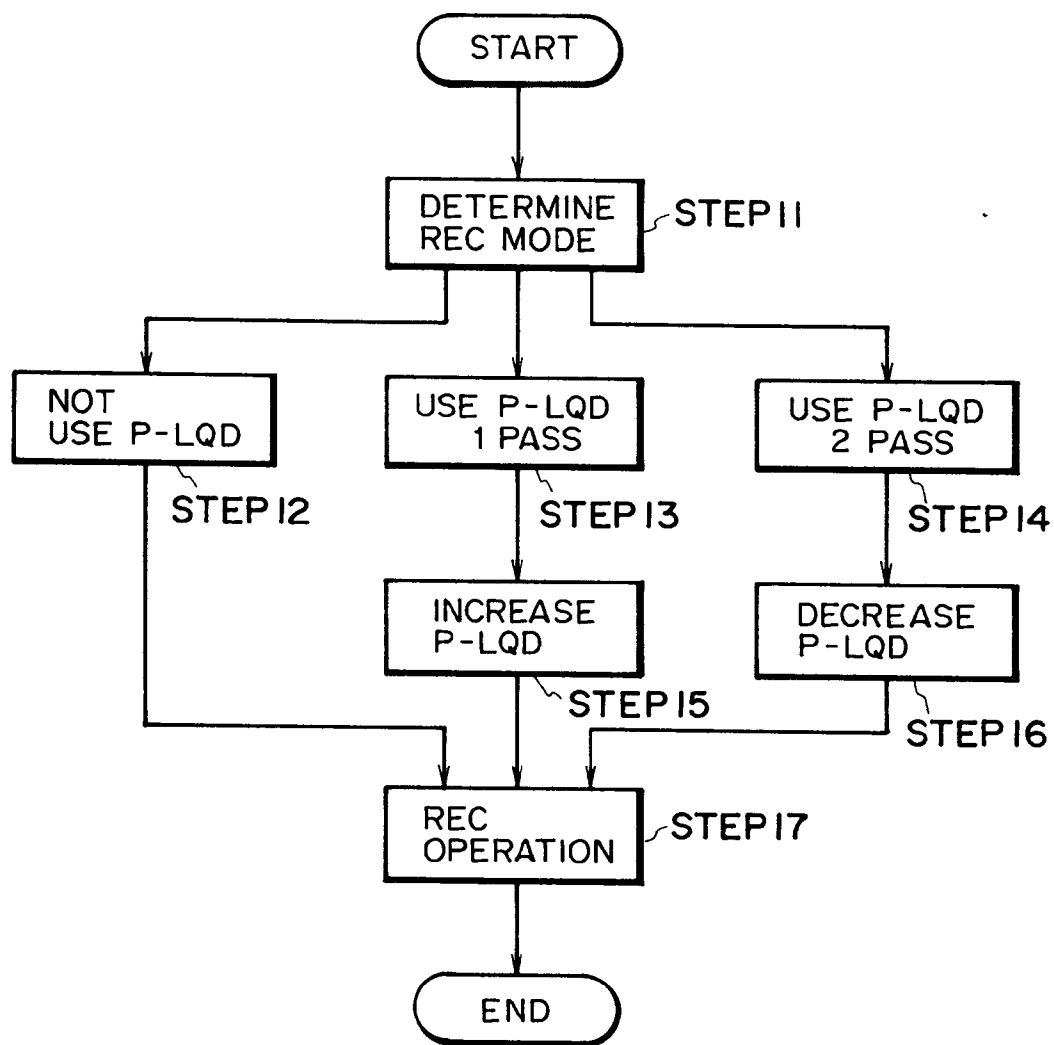 START
DETERMINE
REC MODE
STEP11
NOT
USE P-LQD
STEP12
USE P-LQD
1 PASS
STEP13
USE P-LQD
2 PASS
STEP14
INCREASE
P-LQD
STEP15
DECREASE
P-LQD
STEP16
REC
OPERATION
STEP17
END